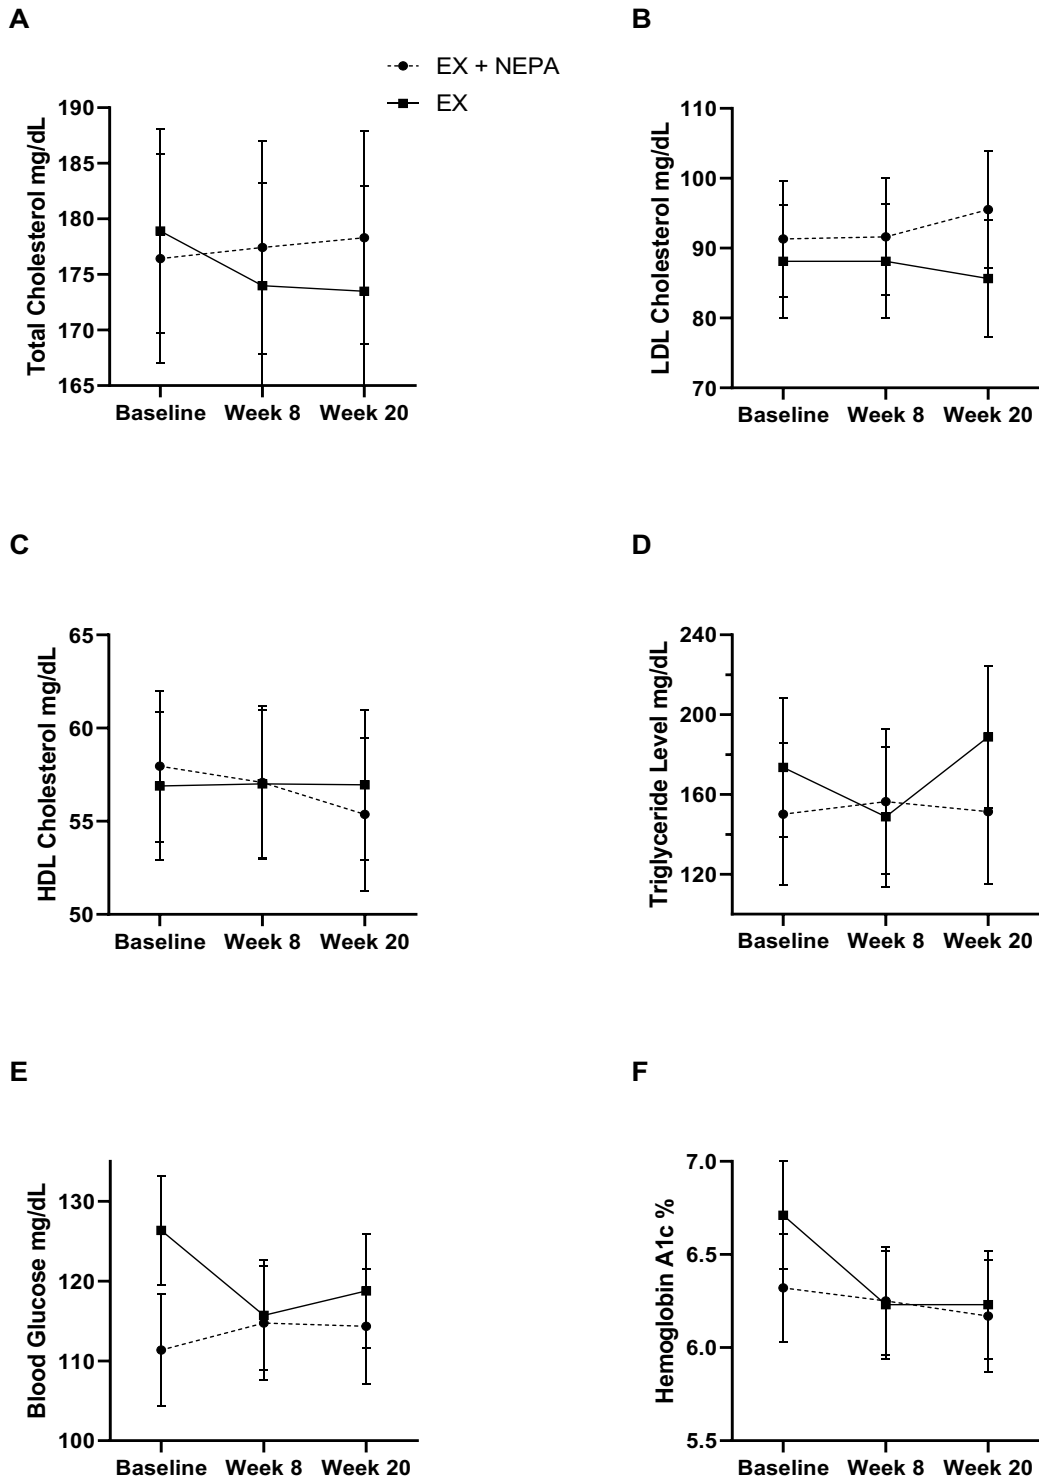 A
EX + NEPA
EX
Total Cholesterol mg/dL
190
185
180
175
170
165
Baseline Week 8 Week 20
B
LDL Cholesterol mg/dL
110
100
90
80
70
Baseline Week 8 Week 20
C
HDL Cholesterol mg/dL
65
60
55
50
Baseline Week 8 Week 20
D
Triglyceride Level mg/dL
240
200
160
120
Baseline Week 8 Week 20
E
Blood Glucose mg/dL
130
120
110
100
Baseline Week 8 Week 20
F
Hemoglobin A1c %
7.0
6.5
6.0
5.5
Baseline Week 8 Week 20